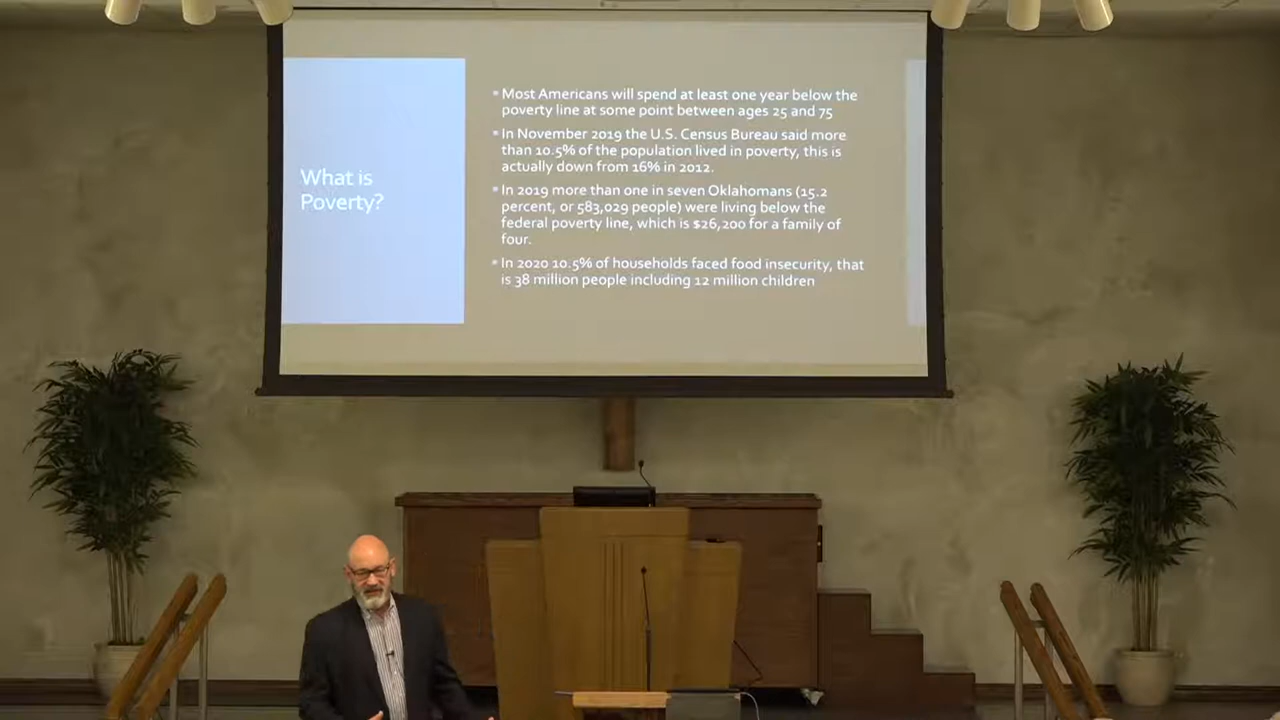 What is
Poverty?
Most Americans will spend at least one year below the
poverty line at some point between ages 25 and 75
In November 2019 the U.S. Census Bureau said more
than 10.5% of the population lived in poverty, this is
actually down from 16% in 2012.
In 2019 more than one in seven Oklahomans (15.2
percent, or 583,029 people) were living below the
federal poverty line, which is $26,200 for a family of
four.
In 2020 10.5% of households faced food insecurity, that
is 38 million people including 12 million children